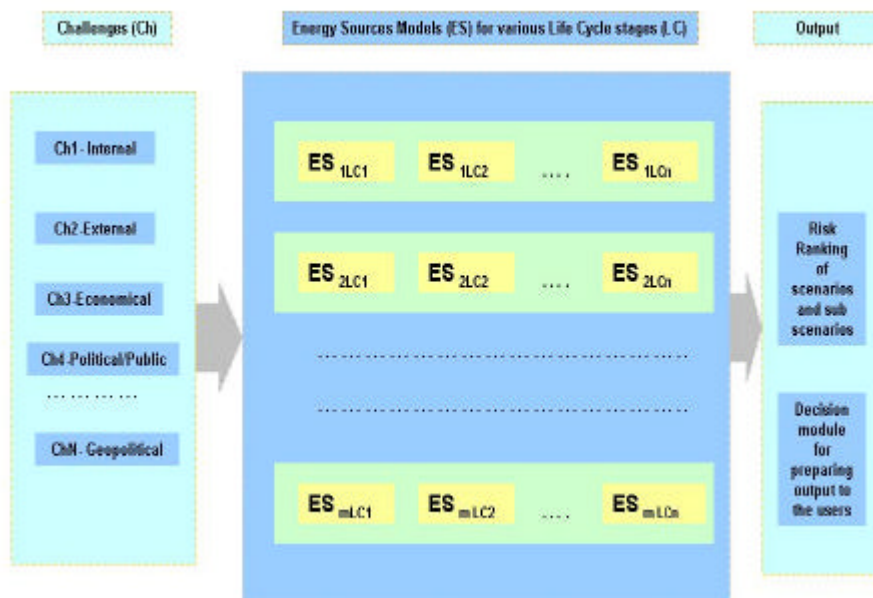 Challenges (Ch)
Energy Sources Models (ES) for various Life Cycle stages (LC)
Output
Ch1- Internal
Ch2-External
Ch3-Economical
Ch4-Political/Public
… … … …
ChN- Geopolitical
ES 1LC1 ES 1LC2 .... ES 1LCn
ES 2LC1 ES 2LC2 .... ES 2LCn
………………………………………………
………………………………………………
ES mLC1 ES mLC2 .... ES mLCn
Risk
Ranking
of
scenarios
and sub
scenarios
Decision
module
for
preparing
output to
the users